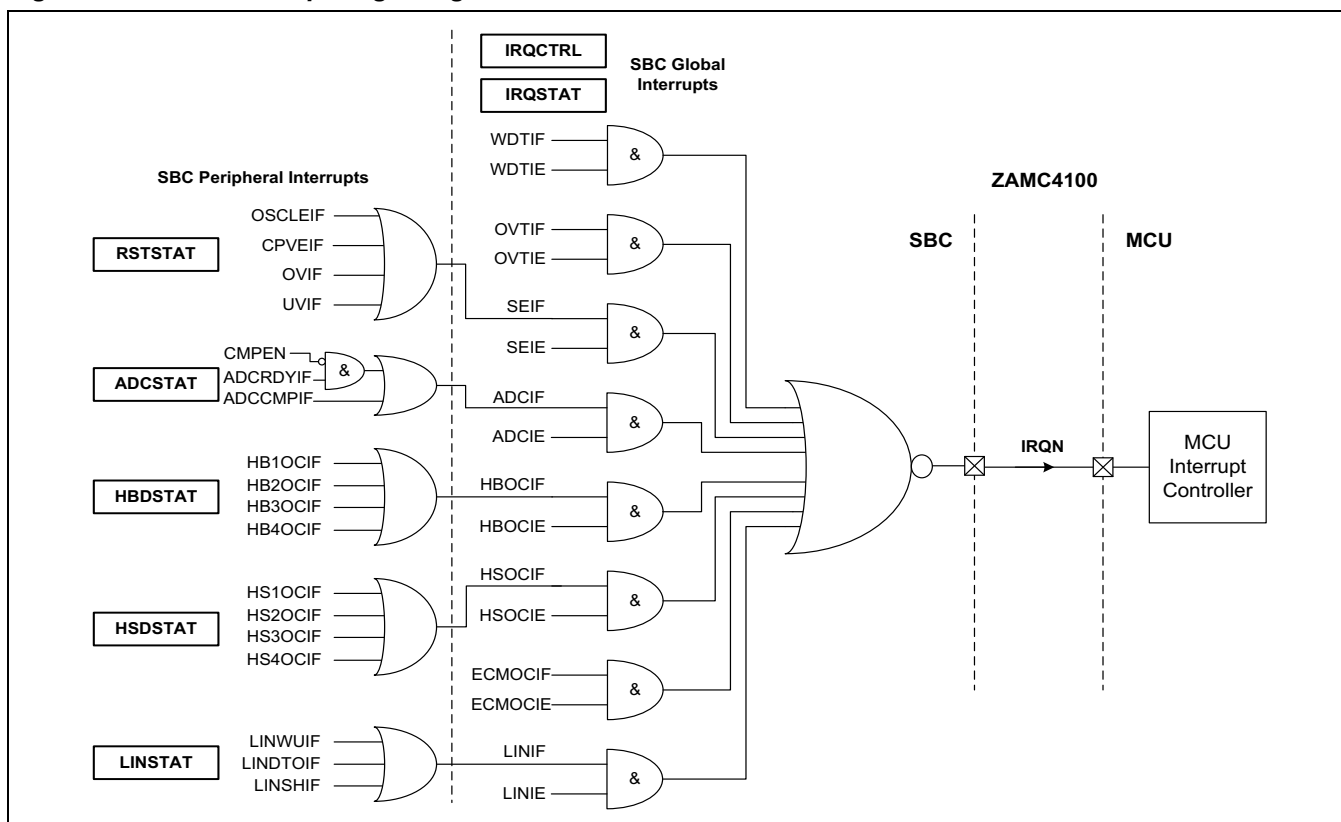 IRQCTRL
SBC Global
Interrupts
IRQSTAT
WDTIF
&
WDTIE
SBC Peripheral Interrupts
ZAMC4100
OSCLEIF
OVTIF
RSTSTAT
CPVEIF
&
SBC
MCU
OVTIE
OVIF
UVIF
SEIF
&
SEIE
CMPEN
ADCSTAT
&
ADCRDYIF
ADCCMPIF
ADCIF
&
ADCIE
IRQN
MCU
Interrupt
Controller
HB1OCIF
HBDSTAT
HB2OCIF
HB3OCIF
HB4OCIF
HBOCIF
&
HBOCIE
HS1OCIF
HSDSTAT
HS2OCIF
HS3OCIF
HS4OCIF
HSOCIF
&
HSOCIE
ECMOCIF
&
ECMOCIE
LINWUIF
LINSTAT
LINDTOIF
LINSHIF
LINIF
&
LINIE